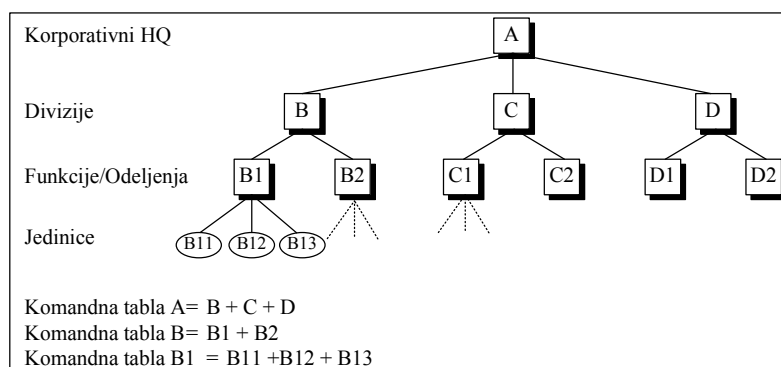 Korporativni HQ A
Divizije B C D
Funkcije/Odeljenja B1 B2 C1 C2 D1 D2
Jedinice B11 B12 B13
Komandna tabla A= B + C + D
Komandna tabla B= B1 + B2
Komandna tabla B1 = B11 +B12 + B13